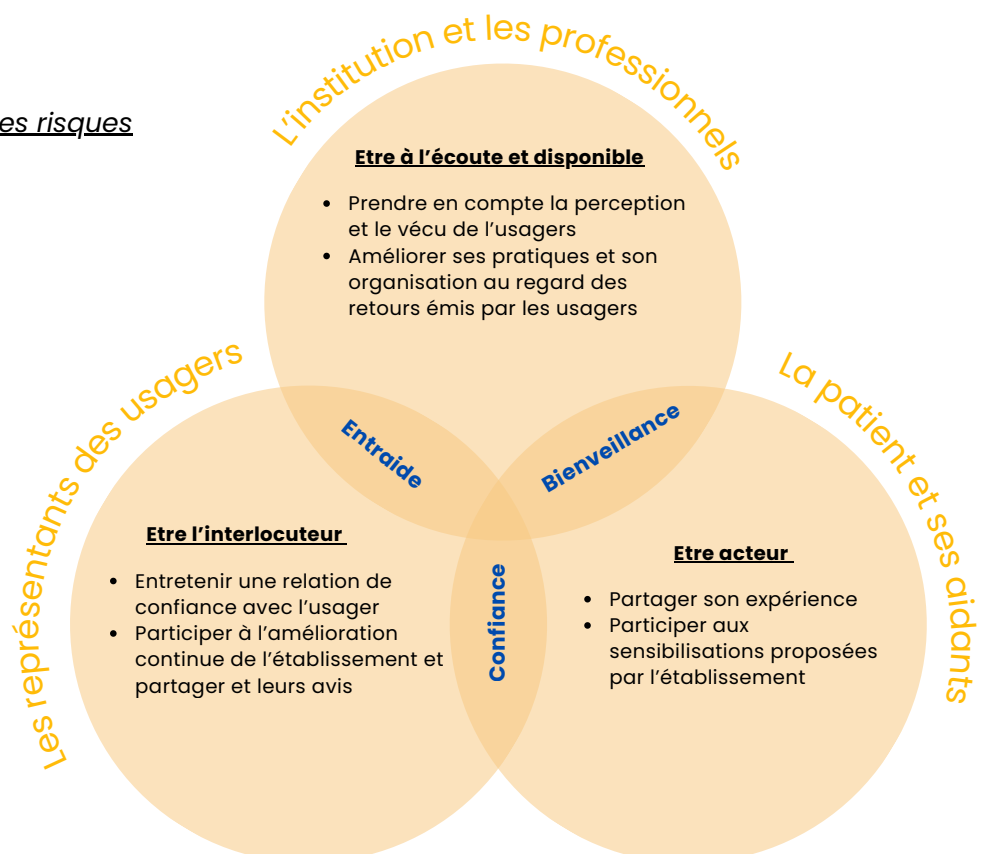 es risques
L'institution et les professionnels
Etre à l'écoute et disponible
Prendre en compte la perception
et le vécu de l'usagers
Améliorer ses pratiques et son
organisation au regard des
retours émis par les usagers
Les représentants des usagers
La patient et ses aidants
Entraide
Bienveillance
Confiance
Etre l'interlocuteur
Entretenir une relation de
confiance avec l'usager
Participer à l'amélioration
continue de l'établissement et
partager et leurs avis
Etre acteur
Partager son expérience
Participer aux
sensibilisations proposées
par l'établissement